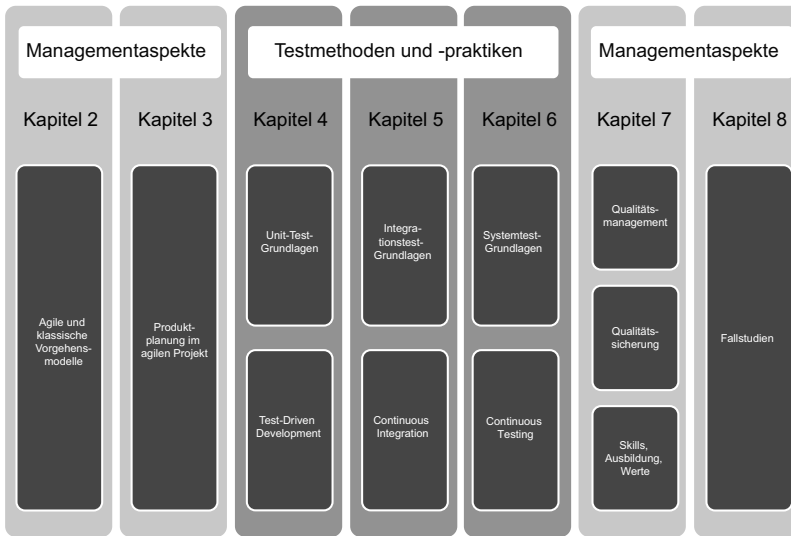 Managementaspekte
Testmethoden und -praktiken
Managementaspekte
Kapitel 2
Kapitel 3
Kapitel 4
Kapitel 5
Kapitel 6
Kapitel 7
Kapitel 8
Agile und
klassische
Vorgehens-
modelle
Produkt-
planung im
agilen Projekt
Unit-Test-
Grundlagen
Test-Driven
Development
Integra-
tionstest-
Grundlagen
Continuous
Integration
Systemtest-
Grundlagen
Continuous
Testing
Qualitäts-
management
Qualitäts-
sicherung
Skills,
Ausbildung,
Werte
Fallstudien